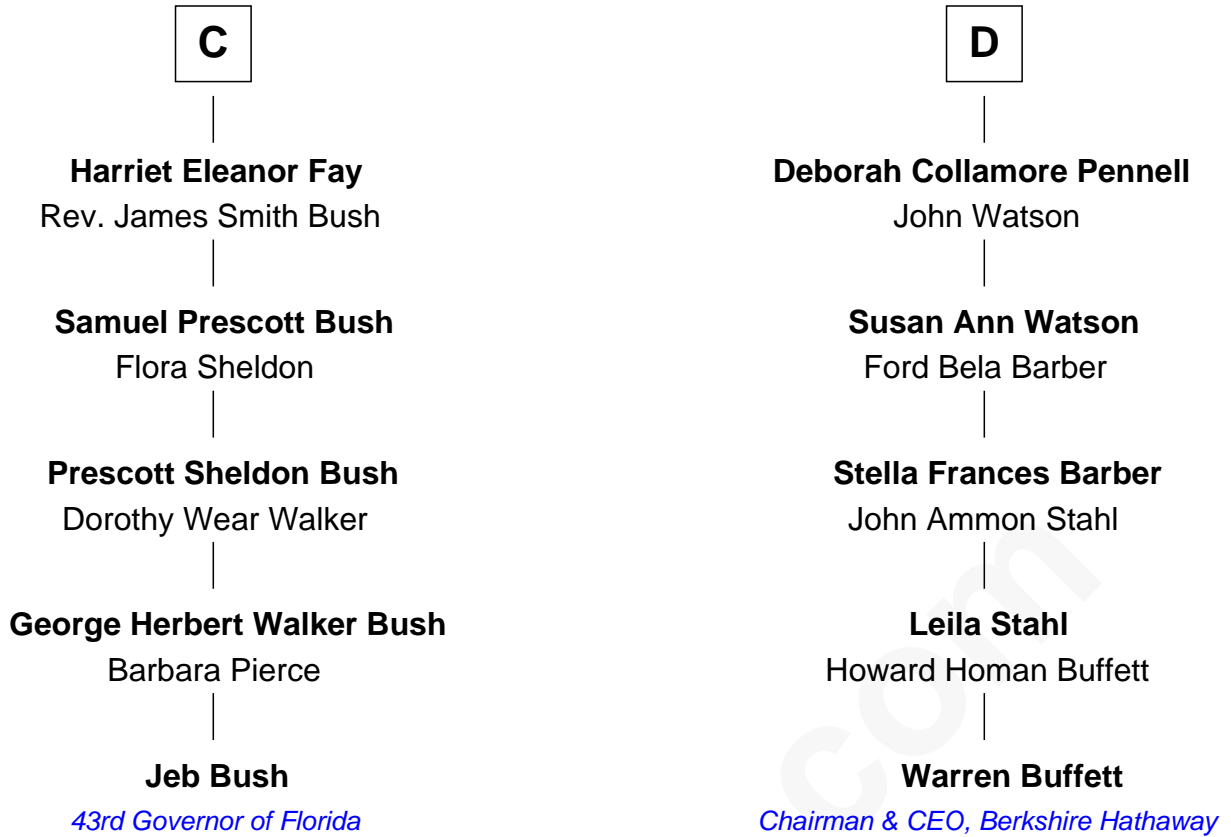 C
Harriet Eleanor Fay
Rev. James Smith Bush
Samuel Prescott Bush
Flora Sheldon
Prescott Sheldon Bush
Dorothy Wear Walker
George Herbert Walker Bush
Barbara Pierce
Jeb Bush
43rd Governor of Florida
D
Deborah Collamore Pennell
John Watson
Susan Ann Watson
Ford Bela Barber
Stella Frances Barber
John Ammon Stahl
Leila Stahl
Howard Homan Buffett
Warren Buffett
Chairman & CEO, Berkshire Hathaway
com